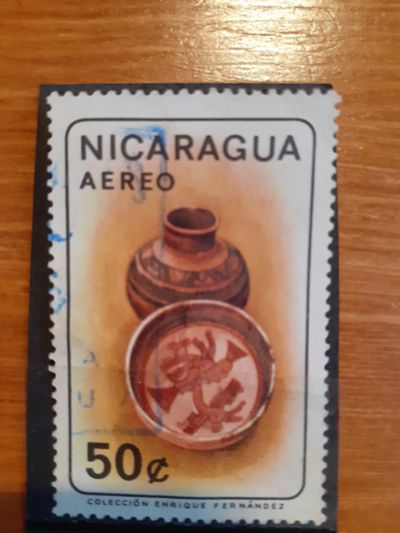 NICARAGUA
AEREO
50¢
COLECCIÓN ENRIQUE FERNÁNDEZ